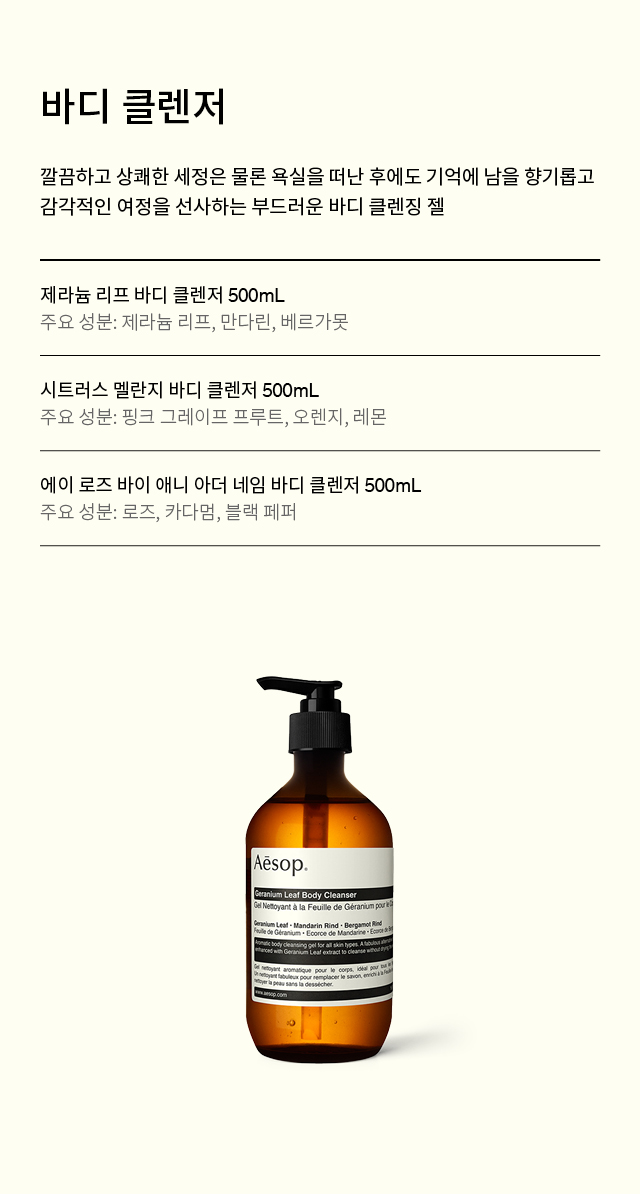 바디 클렌저
깔끔하고 상쾌한 세정은 물론 욕실을 떠난 후에도 기억에 남을 향기롭고
감각적인 여정을 선사하는 부드러운 바디 클렌징 젤
제라늄 리프 바디 클렌저 500mL
주요 성분: 제라늄 리프, 만다린, 베르가못
시트러스 멜란지 바디 클렌저 500mL
주요 성분: 핑크 그레이프 프루트, 오렌지, 레몬
에이 로즈 바이 애니 아더 네임 바디 클렌저 500mL
주요 성분: 로즈, 카다멈, 블랙 페퍼
Aēsop.
Geranium Leaf Body Cleanser
Gel Nettoyant à la Feuille de Géranium pour le
Geranium Leaf • Mandarin Rind • Bergamot Rind
Feuille de Géranium • Ecorce de Mandarine • Ecorce de
Aromatic body cleansing gel for all skin types. A fabulous
enhanced with Geranium Leaf extract to cleanse without
Gel nettoyant aromatique pour le corps, idéal pour tous
Un nettoyant fabuleux pour remplacer le savon, enrichi à la
nettoyer la peau sans la dessécher.
www.aesop.com